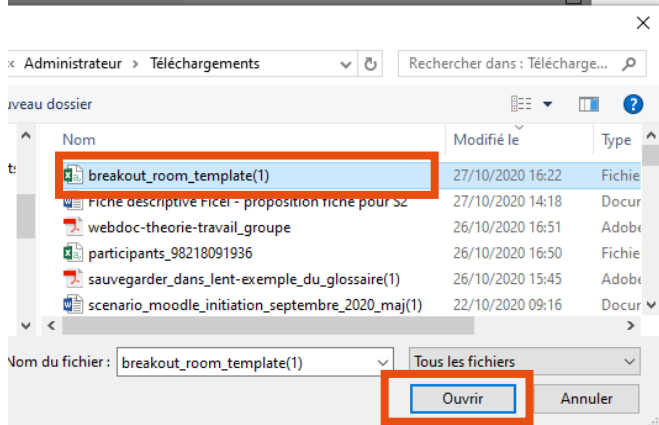 « Administrateur > Téléchargements Rechercher dans : Télécharge...
uveau dossier
Nom Modifié le Type
breakout_room_template(1) 27/10/2020 16:22 Fichie
Fiche descriptive Ficel - proposition fiche pour S2 27/10/2020 14:18 Docur
webdoc-theorie-travail_groupe 26/10/2020 16:51 Adobe
participants_98218091936 26/10/2020 16:50 Fichie
sauvegarder_dans_lent-exemple_du_glossaire(1) 26/10/2020 15:45 Adobe
scenario_moodle_initiation_septembre_2020_maj(1) 22/10/2020 09:16 Docur
Nom du fichier : breakout_room_template(1) Tous les fichiers
Ouvrir Annuler